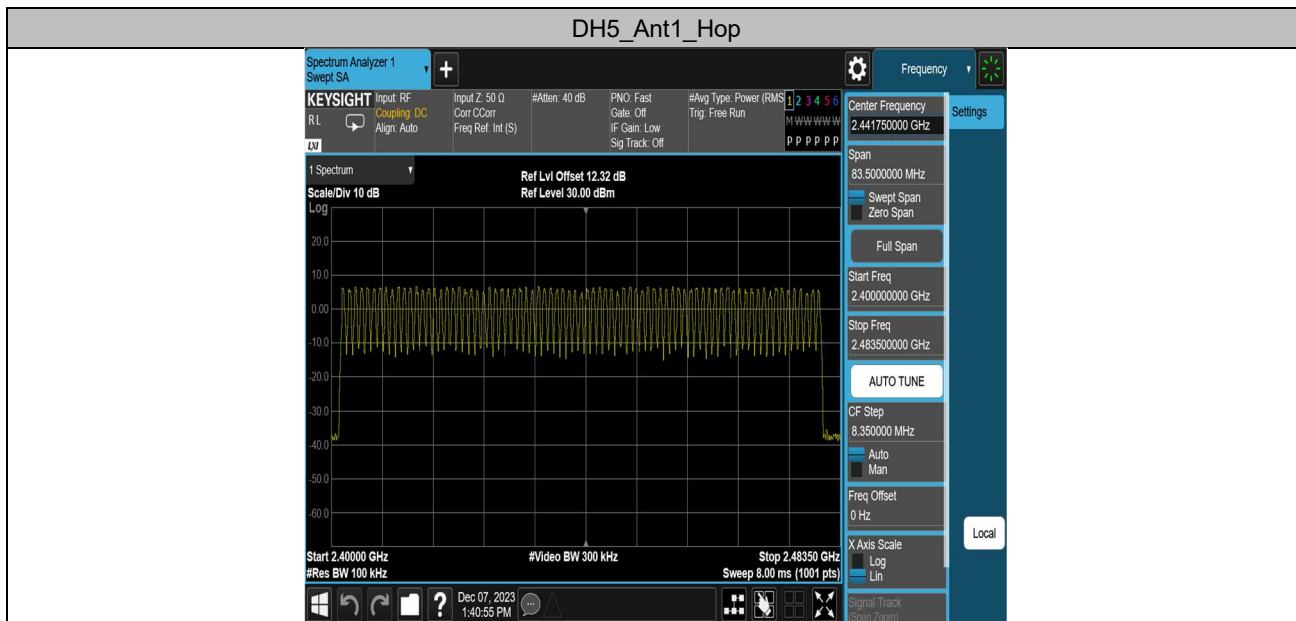 DH5_Ant1_Hop
Spectrum Analyzer 1
Swept SA
+
Frequency
KEYSIGHT
RL
LXI
Input: RF
Coupling: DC
Align: Auto
Input Z: 50 Ω
Corr CCorr
Freq Ref: Int (S)
#Atten: 40 dB
PNO: Fast
Gate: Off
IF Gain: Low
Sig Track: Off
#Avg Type: Power (RMS
Trig: Free Run
1 2 3 4 5 6
M W W W W W
P P P P P P
1 Spectrum
Scale/Div 10 dB
Ref Lvl Offset 12.32 dB
Ref Level 30.00 dBm
Log
20.0
10.0
0.00
-10.0
-20.0
-30.0
-40.0
-50.0
-60.0
Start 2.40000 GHz
#Video BW 300 kHz
Stop 2.48350 GHz
#Res BW 100 kHz
Sweep 8.00 ms (1001 pts)
?
Dec 07, 2023
1:40:55 PM
Center Frequency
2.441750000 GHz
Settings
Span
83.5000000 MHz
Swept Span
Zero Span
Full Span
Start Freq
2.400000000 GHz
Stop Freq
2.483500000 GHz
AUTO TUNE
CF Step
8.350000 MHz
Auto
Man
Freq Offset
0 Hz
X Axis Scale
Log
Lin
Local
Signal Track
(Span Zoom)